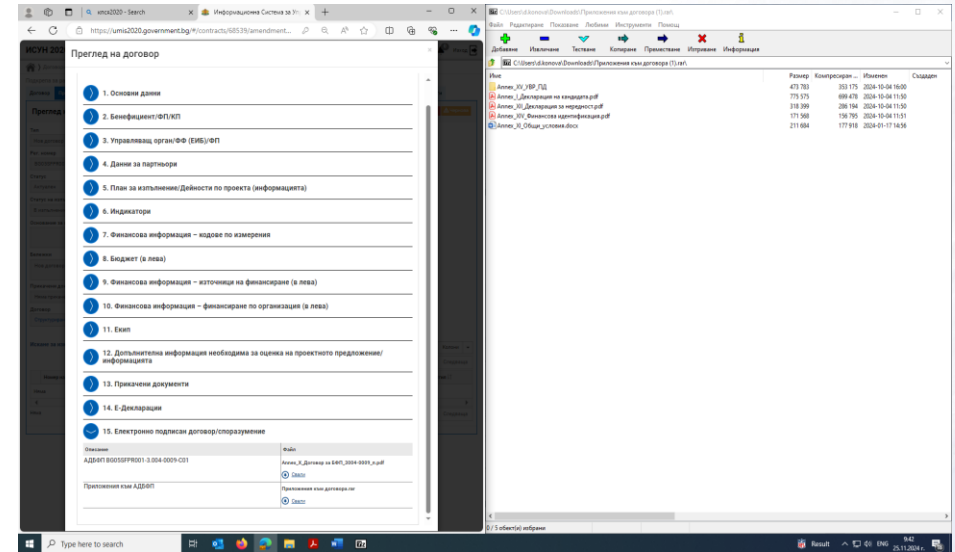 umca2020 - Search
Информационна Система за Уп
https://umis2020.government.bg/#/contracts/68539/amendment...
ИСУН 202
Преглед на договор
1. Основни данни
2. Бенефициент/ФП/КП
3. Управляващ орган/ФО (ЕИБ)/ФП
4. Данни за партньори
5. План за изпълнение/Дейности по проекта (информацията)
6. Индикатори
7. Финансова информация – кодове по измерения
8. Бюджет (в лева)
9. Финансова информация – източници на финансиране (в лева)
10. Финансова информация – финансиране по организация (в лева)
11. Екип
12. Допълнителна информация необходима за оценка на проектното предложение/
информацията
13. Прикачени документи
14. Е-Декларации
15. Електронно подписан договор/споразумение
Описание Файл
АДБФП BG05SFPR001-3.004-0009-C01
Свали
Приложения към АДБФП
Приложения към договора.rar
Свали
C:\Users\d.konova\Downloads\Приложения към договора (1).rar\
Файл Редактиране Показване Любими Инструменти Помощ
Добавяне Извличане Тестване Копиране Преместване Изтриване Информация
C:\Users\d.konova\Downloads\Приложения към договора (1).rar\
Име Размер Компресиран ... Изменен Създаден
Annex_XV_УВР_ПД 473 783 353 175 2024-10-04 16:00
Annex_I_Декларация на кандидата.pdf 775 575 699 478 2024-10-04 11:50
Annex_XII_Декларация за нередност.pdf 318 399 286 194 2024-10-04 11:50
Annex_XIV_Финансова идентификация.pdf 171 568 156 795 2024-10-04 11:51
Annex_XI_Общи_условия.docx 211 684 177 918 2024-01-17 14:56
0 / 5 обект(и) избрани
Type here to search
Result
ENG
9:42
25.11.2024 г.